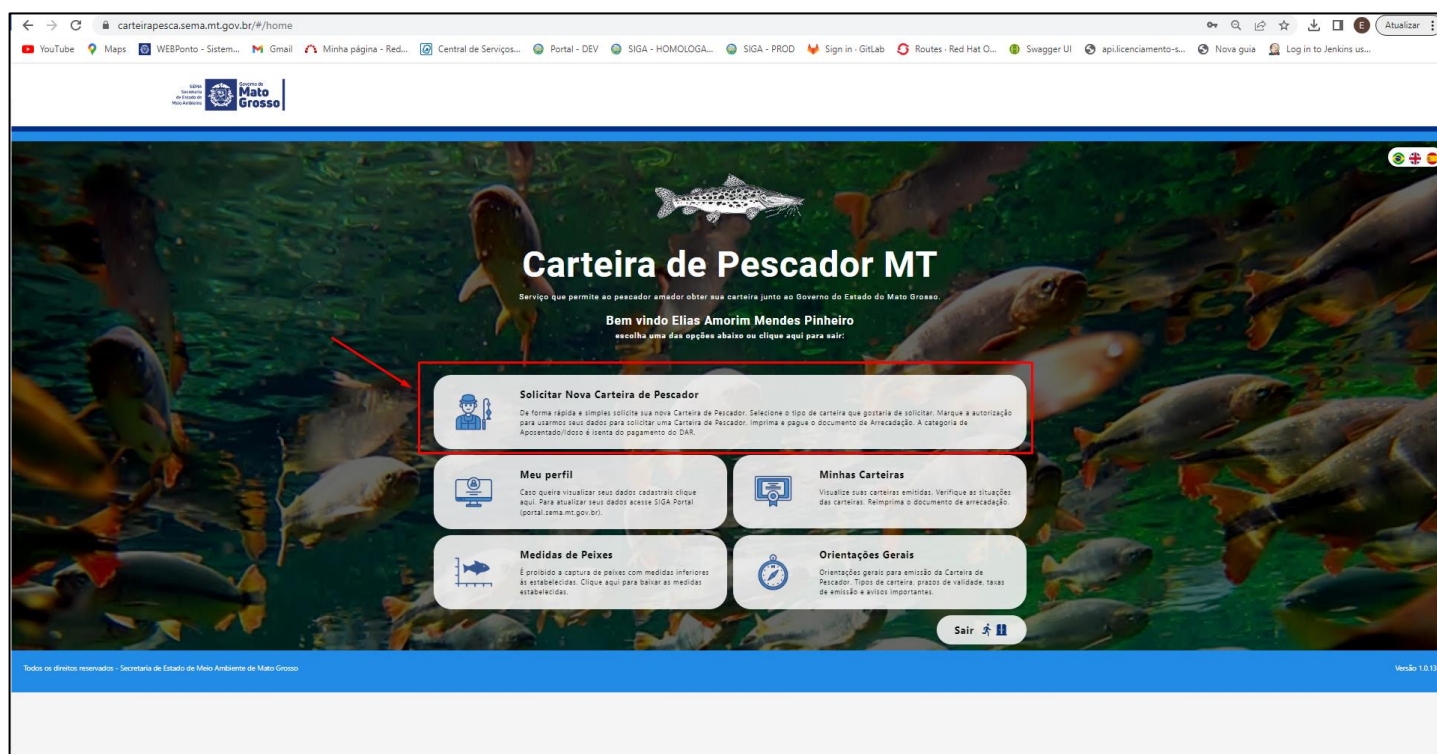 carteirapesca.sema.mt.gov.br/#/home
Atualizar
E
YouTube
Maps
WEBPonto - Sistem...
Gmail
Minha página - Red...
Central de Serviços...
Portal - DEV
SIGA - HOMOLOGA...
SIGA - PROD
Sign in · GitLab
Routes · Red Hat O...
Swagger UI
api.licenciamento-s...
Nova guia
Log in to Jenkins us...
SEMA
Secretaria
de Estado de
Meio Ambiente
Governo de
Mato
Grosso
Carteira de Pescador MT
Serviço que permite ao pescador amador obter sua carteira junto ao Governo do Estado do Mato Grosso.
Bem vindo Elias Amorim Mendes Pinheiro
escolha uma das opções abaixo ou clique aqui para sair:
Solicitar Nova Carteira de Pescador
De forma rápida e simples solicite sua nova Carteira de Pescador. Selecione o tipo de carteira que gostaria de solicitar. Marque a autorização
para usarmos seus dados para solicitar uma Carteira de Pescador. Imprima e pague o documento de Arrecadação. A categoria de
Aposentado/Idoso é isenta do pagamento do DAR.
Meu perfil
Caso queira visualizar seus dados cadastrais clique
aqui. Para atualizar seus dados acesse SIGA Portal
(portal.sema.mt.gov.br).
Minhas Carteiras
Visualize suas carteiras emitidas. Verifique as situações
das carteiras. Reimprima o documento de arrecadação.
Medidas de Peixes
É proibido a captura de peixes com medidas inferiores
às estabelecidas. Clique aqui para baixar as medidas
estabelecidas.
Orientações Gerais
Orientações gerais para emissão da Carteira de
Pescador. Tipos de carteira, prazos de validade, taxas
de emissão e avisos importantes.
Sair
Todos os direitos reservados - Secretaria de Estado de Meio Ambiente de Mato Grosso
Versão 1.0.13